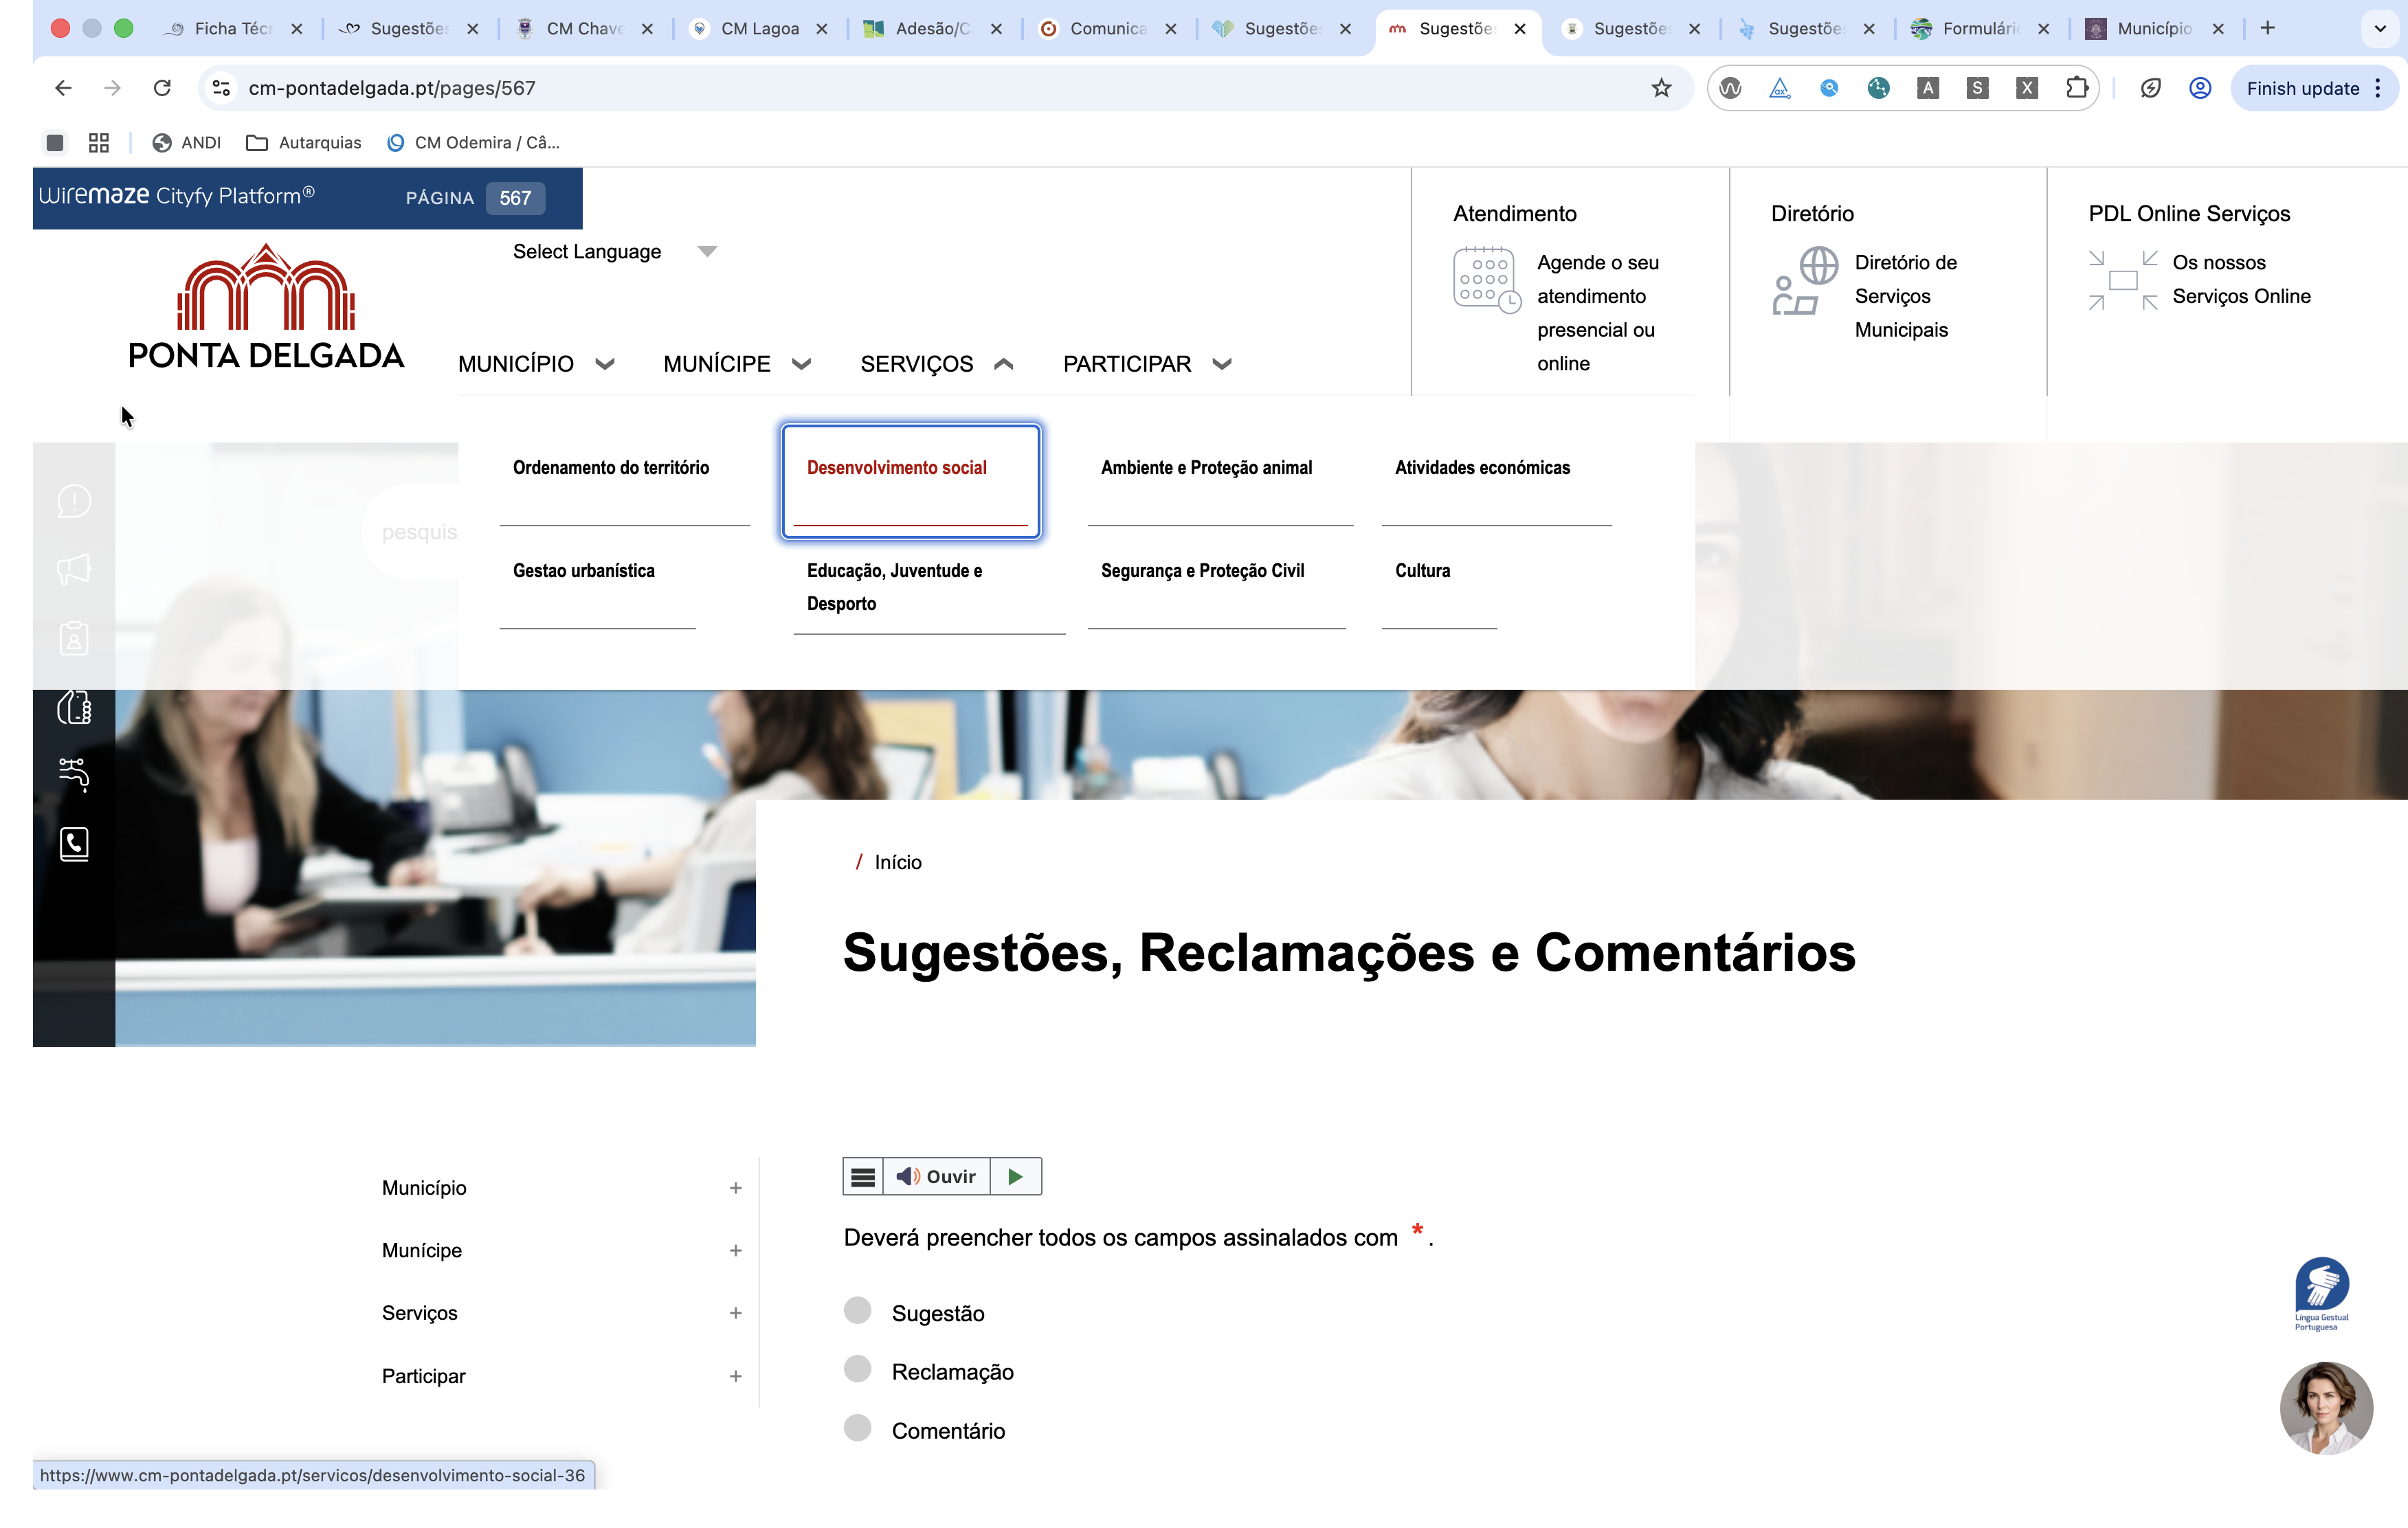 Ficha Técr
Sugestões
CM Chave
CM Lagoa
Adesão/C
Comunica
Sugestõe
Sugestõe
Sugestõe
Sugestõe
Formulári
Município
cm-pontadelgada.pt/pages/567
Finish update
ANDI
Autarquias
CM Odemira / Câ...
wiremaze Cityfy Platform®
PÁGINA 567
Select Language
PONTA DELGADA
MUNICÍPIO
MUNÍCIPE
SERVIÇOS
PARTICIPAR
Atendimento
Agende o seu
atendimento
presencial ou
online
Diretório
Diretório de
Serviços
Municipais
PDL Online Serviços
Os nossos
Serviços Online
Ordenamento do território
Desenvolvimento social
Ambiente e Proteção animal
Atividades económicas
Gestao urbanística
Educação, Juventude e
Desporto
Segurança e Proteção Civil
Cultura
pesquis
/ Início
Sugestões, Reclamações e Comentários
Município +
Munícipe +
Serviços +
Participar +
Ouvir
Deverá preencher todos os campos assinalados com * .
Sugestão
Reclamação
Comentário
Língua Gestual
Portuguesa
https://www.cm-pontadelgada.pt/servicos/desenvolvimento-social-36